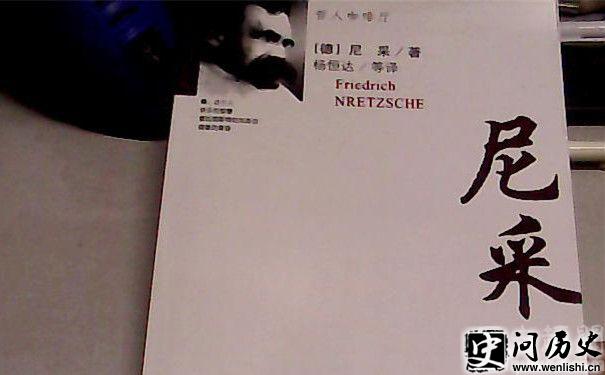 哲人咖啡厅
[德] 尼 采／著
杨恒达／等译
Friedrich
NRETZSCHE
尼采
史问历史
www.wenlishi.cn